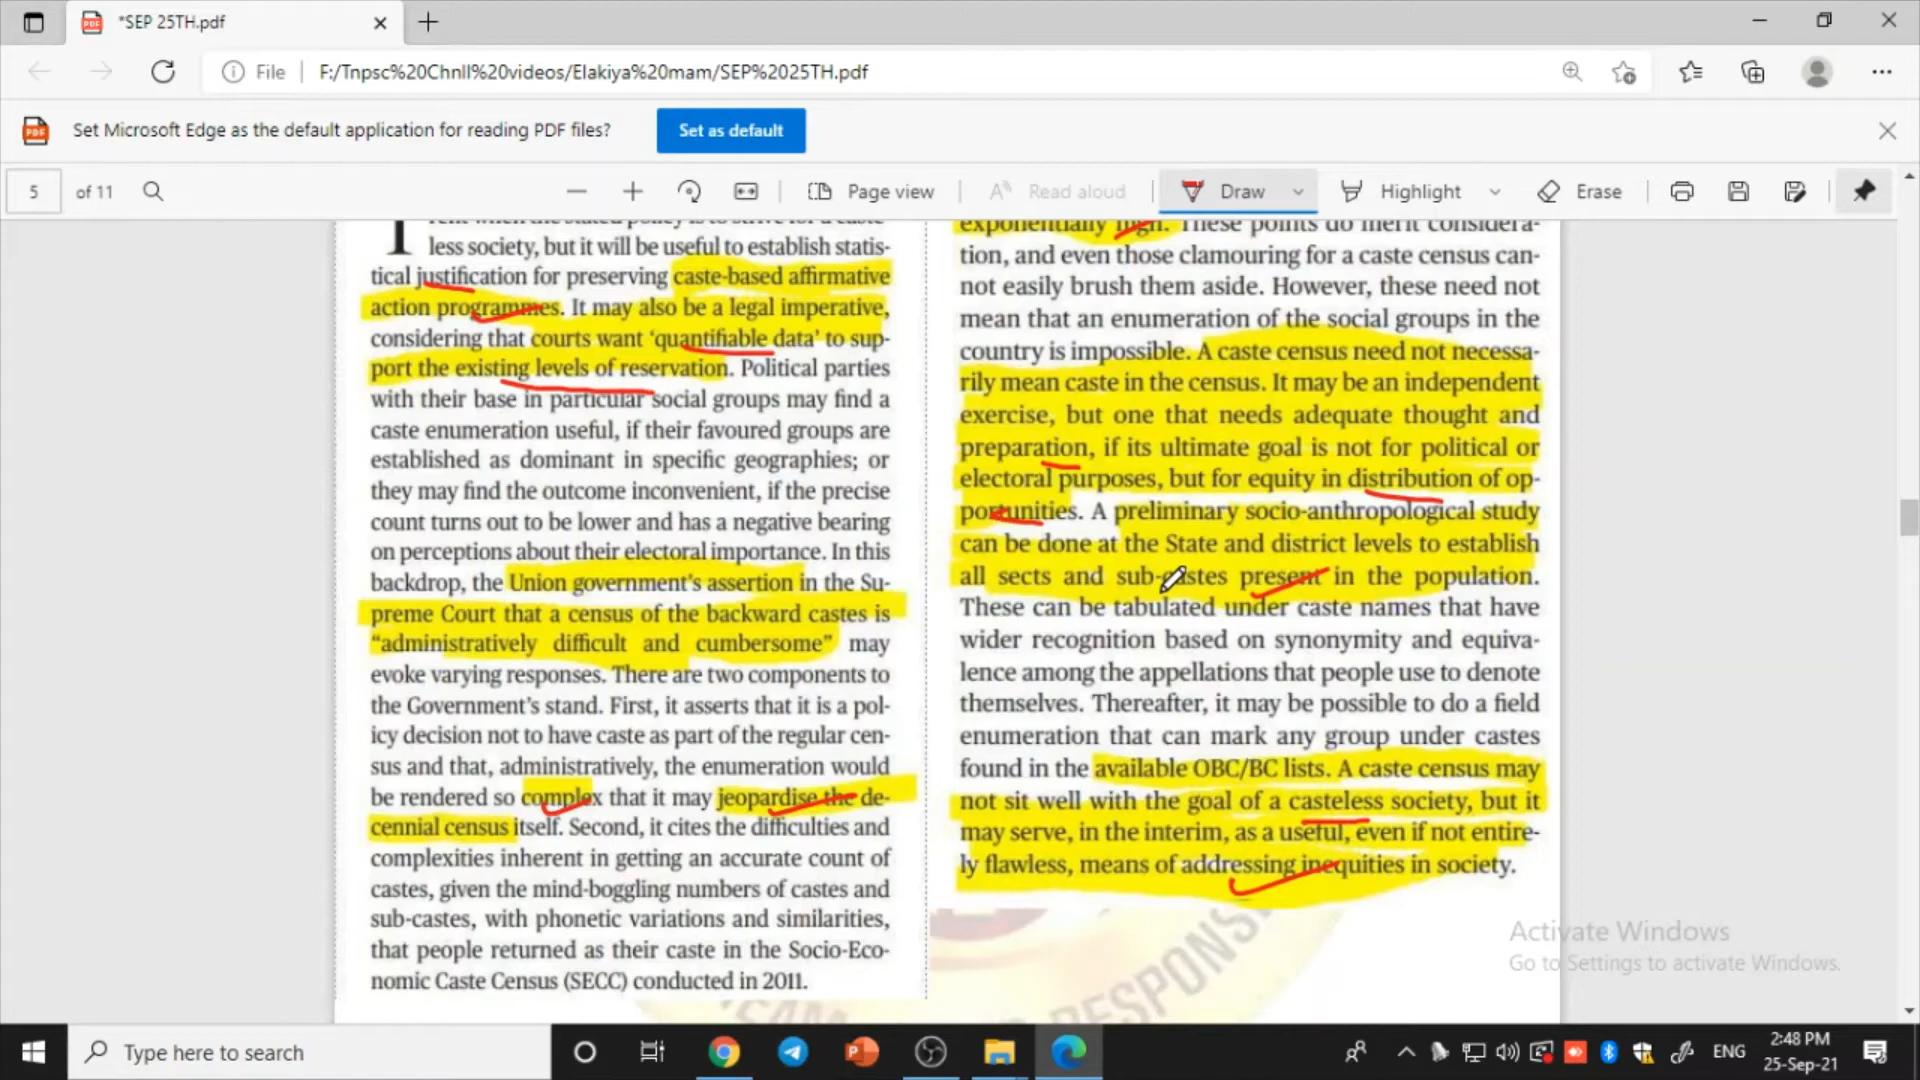 *SEP 25TH.pdf
File
F:/Tnpsc%20Chnll%20videos/Elakiya%20mam/SEP%2025TH.pdf
Set Microsoft Edge as the default application for reading PDF files?
Set as default
5
of 11
Page view
Read aloud
Draw
Highlight
Erase
T
less society, but it will be useful to establish statis-
tical justification for preserving caste-based affirmative
action programmes. It may also be a legal imperative,
considering that courts want ‘quantifiable data’ to sup-
port the existing levels of reservation. Political parties
with their base in particular social groups may find a
caste enumeration useful, if their favoured groups are
established as dominant in specific geographies; or
they may find the outcome inconvenient, if the precise
count turns out to be lower and has a negative bearing
on perceptions about their electoral importance. In this
backdrop, the Union government’s assertion in the Su-
preme Court that a census of the backward castes is
“administratively difficult and cumbersome” may
evoke varying responses. There are two components to
the Government’s stand. First, it asserts that it is a pol-
icy decision not to have caste as part of the regular cen-
sus and that, administratively, the enumeration would
be rendered so complex that it may jeopardise the de-
cennial census itself. Second, it cites the difficulties and
complexities inherent in getting an accurate count of
castes, given the mind-boggling numbers of castes and
sub-castes, with phonetic variations and similarities,
that people returned as their caste in the Socio-Eco-
nomic Caste Census (SECC) conducted in 2011.
exponentially high. These points do merit considera-
tion, and even those clamouring for a caste census can-
not easily brush them aside. However, these need not
mean that an enumeration of the social groups in the
country is impossible. A caste census need not necessa-
rily mean caste in the census. It may be an independent
exercise, but one that needs adequate thought and
preparation, if its ultimate goal is not for political or
electoral purposes, but for equity in distribution of op-
portunities. A preliminary socio-anthropological study
can be done at the State and district levels to establish
all sects and sub-castes present in the population.
These can be tabulated under caste names that have
wider recognition based on synonymity and equiva-
lence among the appellations that people use to denote
themselves. Thereafter, it may be possible to do a field
enumeration that can mark any group under castes
found in the available OBC/BC lists. A caste census may
not sit well with the goal of a casteless society, but it
may serve, in the interim, as a useful, even if not entire-
ly flawless, means of addressing inequities in society.
TEAM
RESPONS
Activate Windows
Go to Settings to activate Windows.
Type here to search
ENG
2:48 PM
25-Sep-21